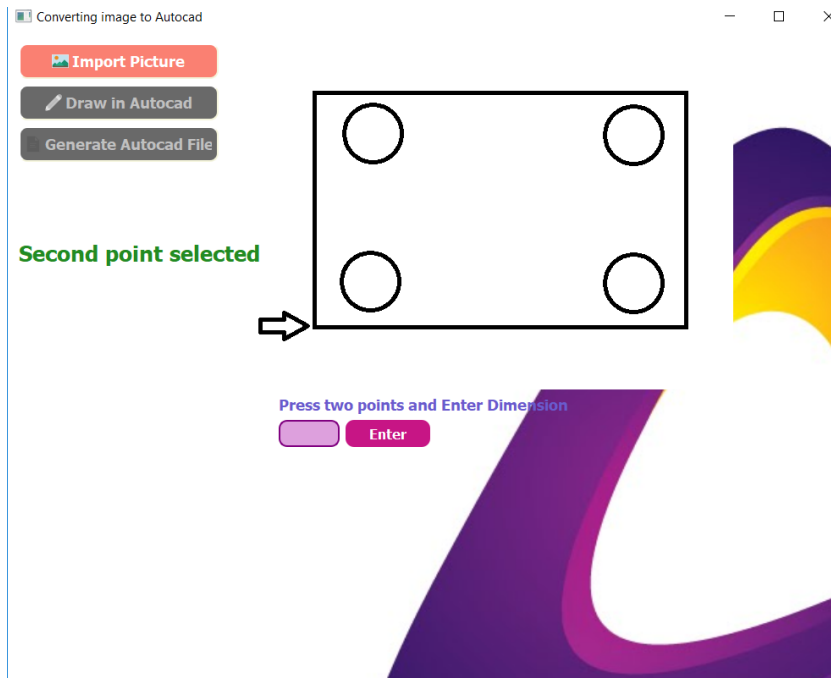 Converting image to Autocad
Import Picture
Draw in Autocad
Generate Autocad File
Second point selected
Press two points and Enter Dimension
Enter